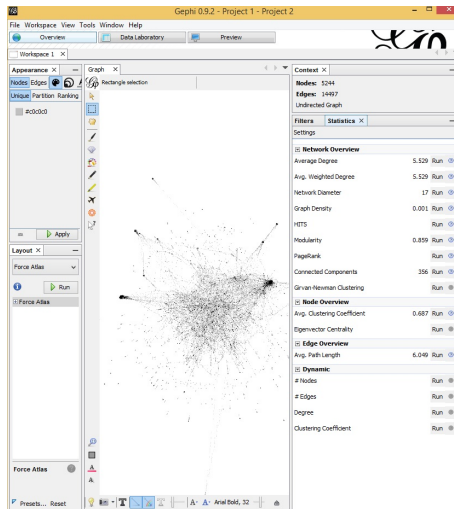 Gephi 0.9.2 - Project 1 - Project 2
File Workspace View Tools Window Help
Overview
Data Laboratory
Preview
Workspace 1 ×
Appearance ×
Nodes Edges
Unique Partition Ranking
#c0c0c0
Apply
Layout ×
Force Atlas
Run
Force Atlas
Force Atlas
Presets... Reset
Graph ×
Rectangle selection
Arial Bold, 32
Context ×
Nodes: 5244
Edges: 14497
Undirected Graph
Filters Statistics ×
Settings
Network Overview
Average Degree 5.529 Run
Avg. Weighted Degree 5.529 Run
Network Diameter 17 Run
Graph Density 0.001 Run
HITS Run
Modularity 0.859 Run
PageRank Run
Connected Components 356 Run
Girvan-Newman Clustering Run
Node Overview
Avg. Clustering Coefficient 0.687 Run
Eigenvector Centrality Run
Edge Overview
Avg. Path Length 6.049 Run
Dynamic
# Nodes Run
# Edges Run
Degree Run
Clustering Coefficient Run